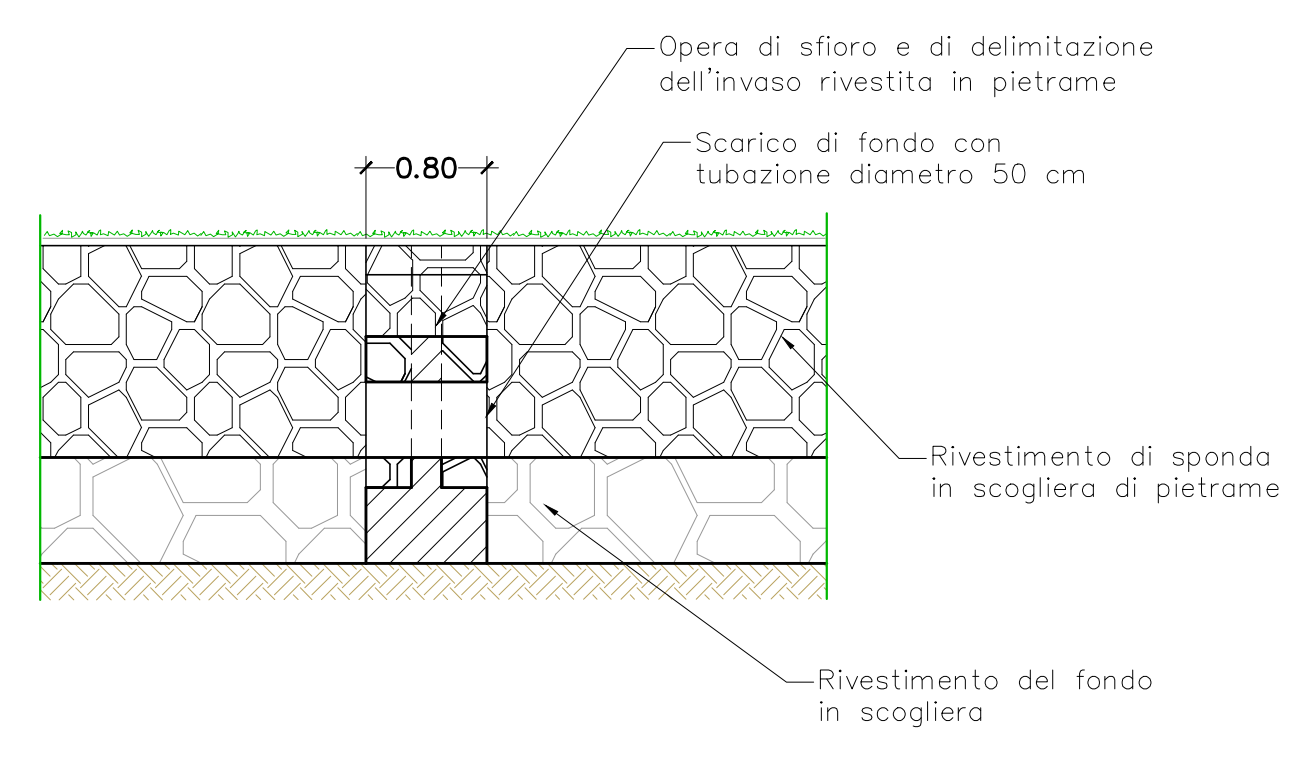 Opera di sfioro e di delimitazione
dell'invaso rivestita in pietrame
Scarico di fondo con
tubazione diametro 50 cm
0.80
Rivestimento di sponda
in scogliera di pietrame
Rivestimento del fondo
in scogliera